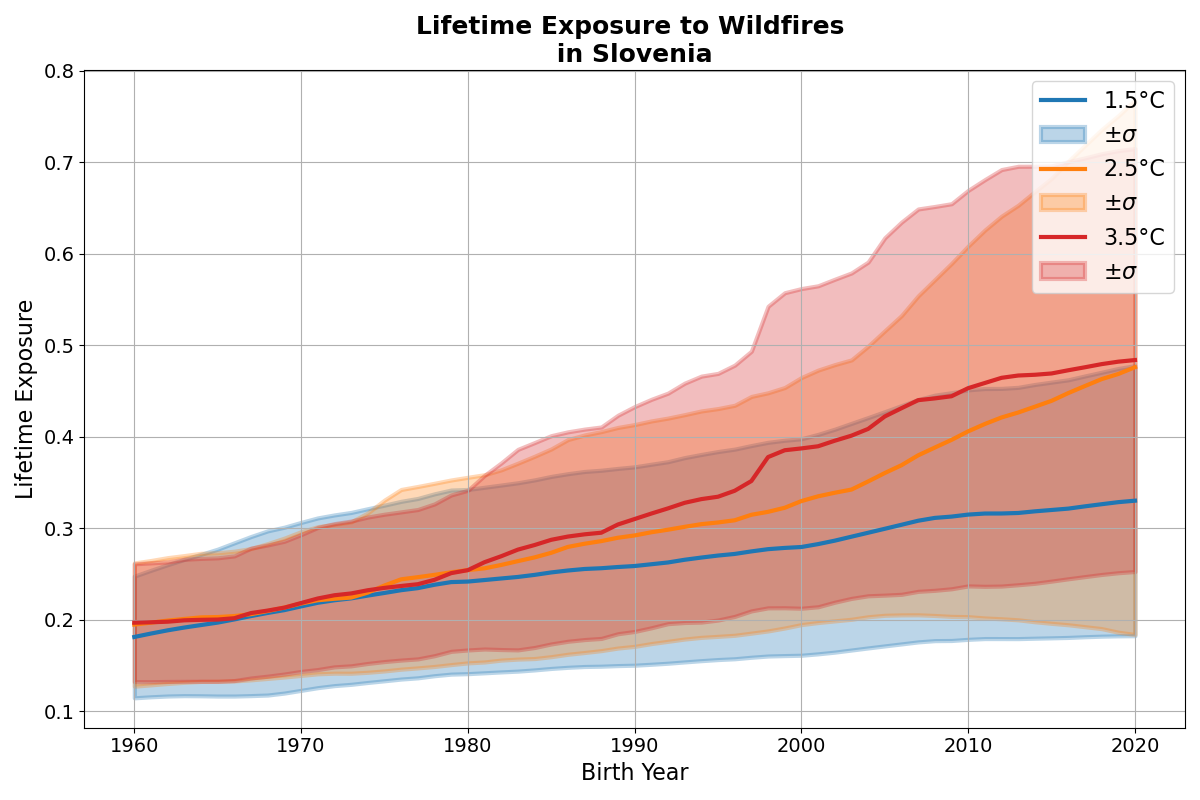 Lifetime Exposure to Wildfires
in Slovenia
1.5°C
±σ
2.5°C
±σ
3.5°C
±σ
0.8
0.7
0.6
0.5
0.4
0.3
0.2
0.1
Lifetime Exposure
1960 1970 1980 1990 2000 2010 2020
Birth Year